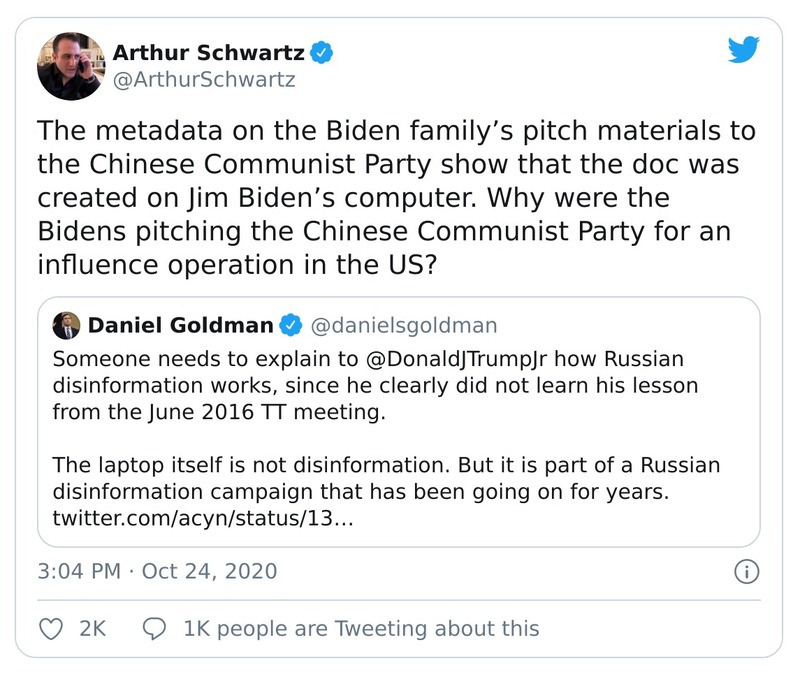 Arthur Schwartz
@ArthurSchwartz
The metadata on the Biden family’s pitch materials to
the Chinese Communist Party show that the doc was
created on Jim Biden’s computer. Why were the
Bidens pitching the Chinese Communist Party for an
influence operation in the US?
Daniel Goldman @danielsgoldman
Someone needs to explain to @DonaldJTrumpJr how Russian
disinformation works, since he clearly did not learn his lesson
from the June 2016 TT meeting.
The laptop itself is not disinformation. But it is part of a Russian
disinformation campaign that has been going on for years.
twitter.com/acyn/status/13…
3:04 PM · Oct 24, 2020
2K 1K people are Tweeting about this